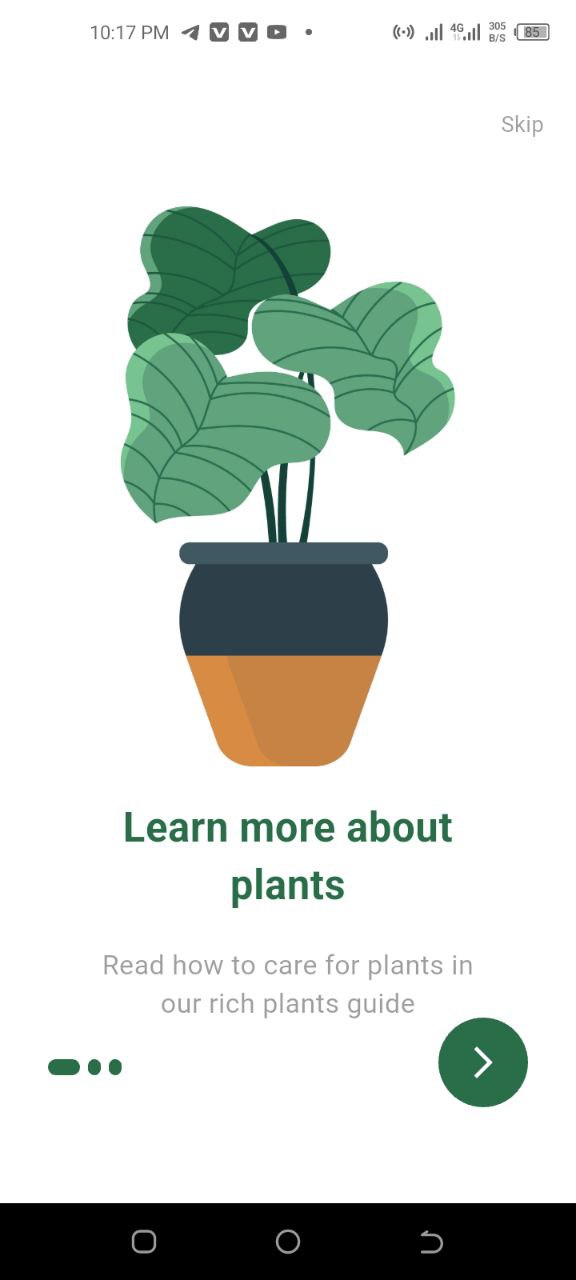 10:17 PM
4G
305
B/S
85
Skip
Learn more about
plants
Read how to care for plants in
our rich plants guide